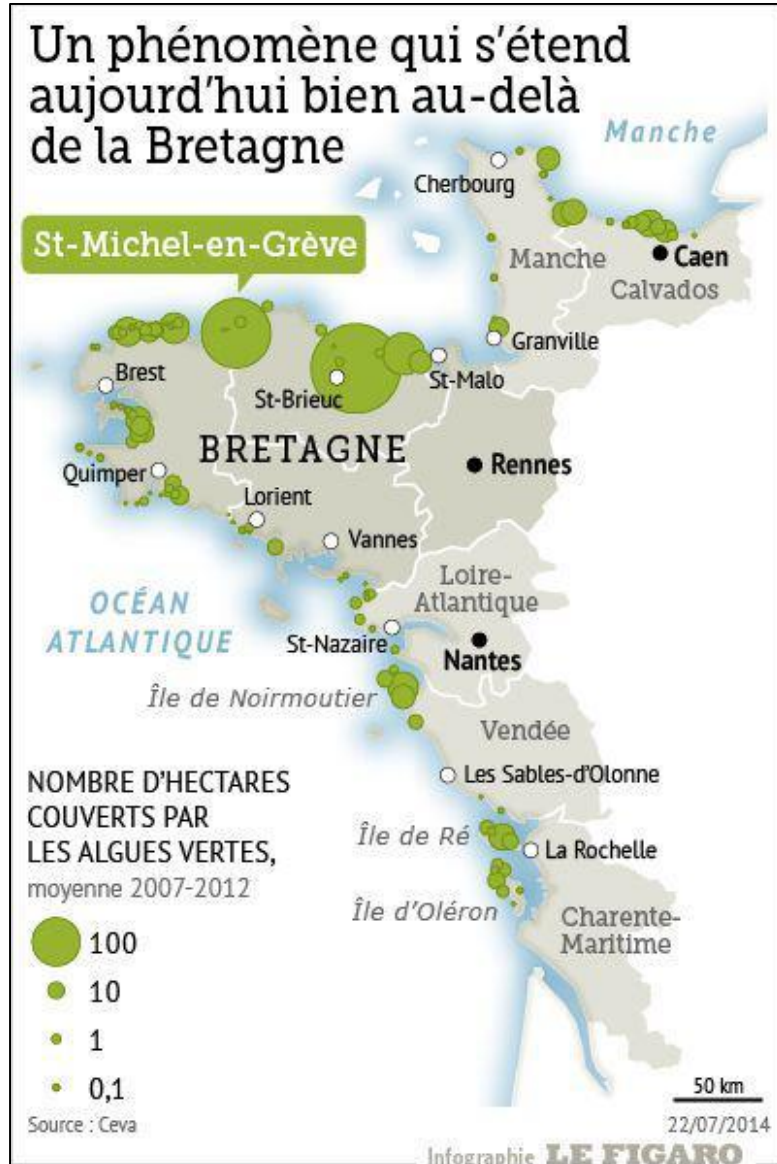 Un phénomène qui s'étend
aujourd'hui bien au-delà
de la Bretagne
Manche
Cherbourg
St-Michel-en-Grève
Manche
Caen
Calvados
Granville
Brest
St-Malo
St-Brieuc
BRETAGNE
Rennes
Quimper
Lorient
Vannes
Loire-
Atlantique
OCÉAN
ATLANTIQUE
St-Nazaire
Nantes
Île de Noirmoutier
Vendée
Les Sables-d'Olonne
NOMBRE D'HECTARES
COUVERTS PAR
LES ALGUES VERTES,
moyenne 2007-2012
Île de Ré
La Rochelle
Île d'Oléron
Charente-
Maritime
100
10
1
0,1
50 km
Source : Ceva
22/07/2014
Infographie LE FIGARO